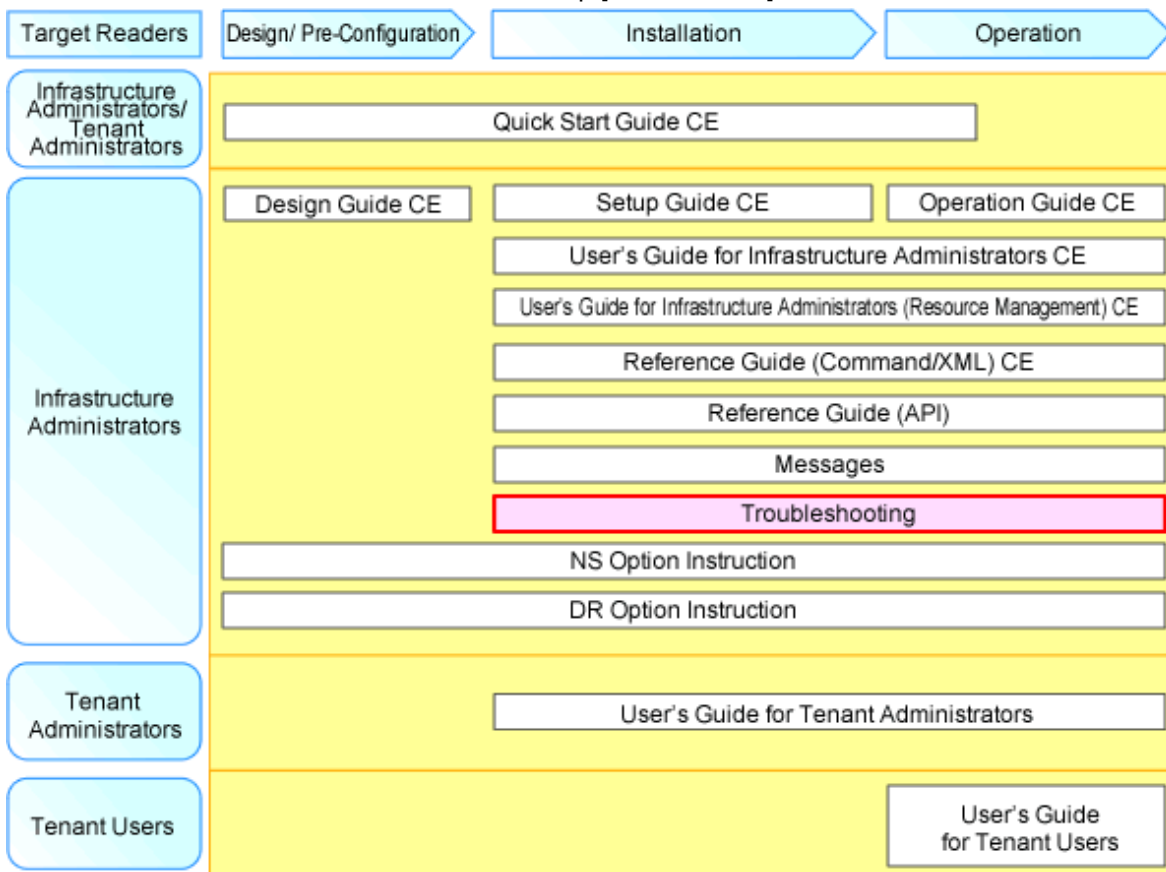 Target Readers
Design/ Pre-Configuration
Installation
Operation
Infrastructure
Administrators/
Tenant
Administrators
Quick Start Guide CE
Infrastructure
Administrators
Design Guide CE
Setup Guide CE
Operation Guide CE
User's Guide for Infrastructure Administrators CE
User's Guide for Infrastructure Administrators (Resource Management) CE
Reference Guide (Command/XML) CE
Reference Guide (API)
Messages
Troubleshooting
NS Option Instruction
DR Option Instruction
Tenant
Administrators
User's Guide for Tenant Administrators
Tenant Users
User's Guide
for Tenant Users